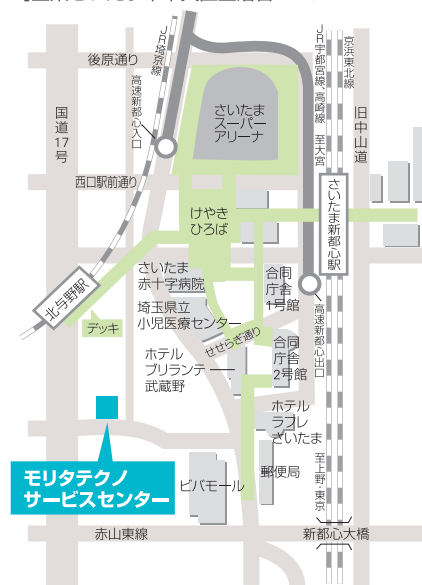 JR埼京線
後原通り
高速新都心入口
国道17号
さいたま
スーパー
アリーナ
JR宇都宮線、高崎線 至大宮
京浜東北線
旧中山道
西口駅前通り
けやき
ひろば
さいたま新都心駅
北与野駅
デッキ
さいたま
赤十字病院
埼玉県立
小児医療センター
合同
庁舎
1号館
高速新都心出口
せせらぎ通り
合同
庁舎
2号館
ホテル
ブリランテ
武蔵野
ホテル
ラフレ
さいたま
モリタテクノ
サービスセンター
ビバモール
郵便局
至上野・東京
赤山東線
新都心大橋